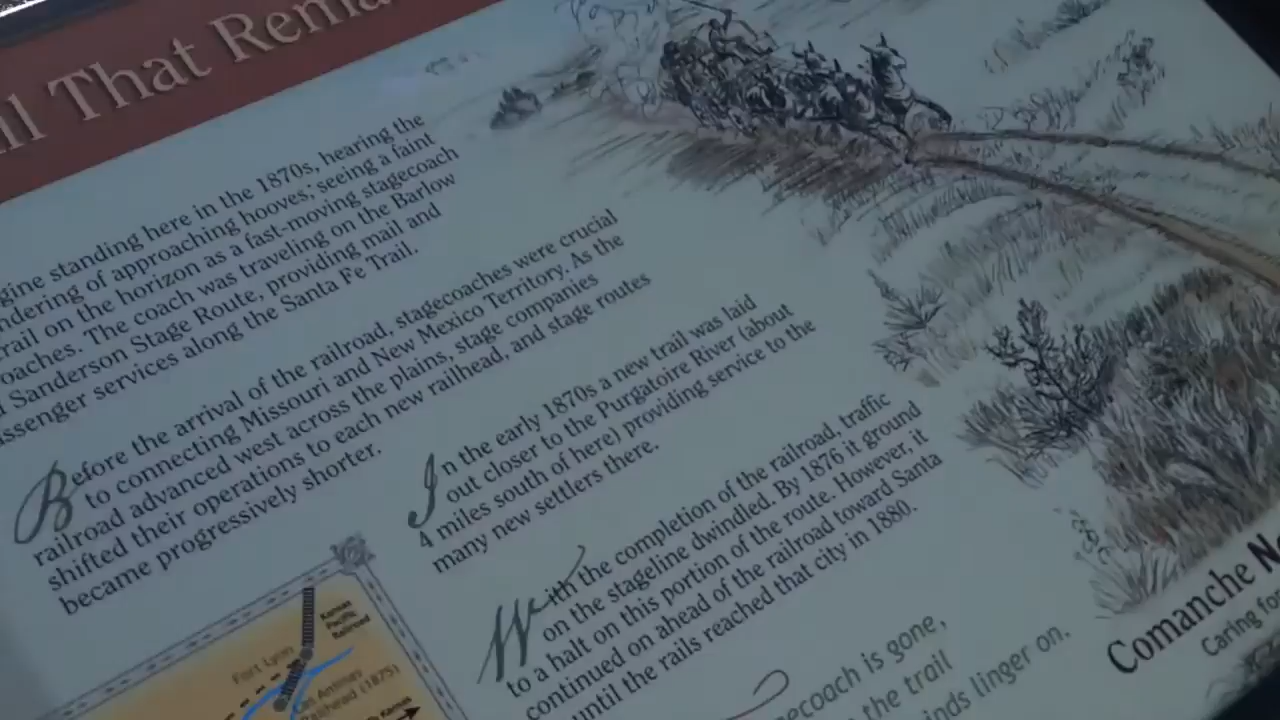 ll That Rema
gine standing here in the 1870s, hearing the
ndering of approaching hooves; seeing a faint
rail on the horizon as a fast-moving stagecoach
oaches. The coach was traveling on the Barlow
Sanderson Stage Route, providing mail and
ssenger services along the Santa Fe Trail.
Before the arrival of the railroad, stagecoaches were crucial
to connecting Missouri and New Mexico Territory. As the
railroad advanced west across the plains, stage companies
shifted their operations to each new railhead, and stage routes
became progressively shorter.
In the early 1870s a new trail was laid
out closer to the Purgatoire River (about
4 miles south of here) providing service to the
many new settlers there.
With the completion of the railroad, traffic
on the stageline dwindled. By 1876 it ground
to a halt on this portion of the route. However, it
continued on ahead of the railroad toward Santa
until the rails reached that city in 1880.
ecoach is gone,
the trail
inds linger on.
Comanche N
Caring for
Kansas
Pacific
Railroad
Fort Lyon
Las Animas
Railhead (1875)